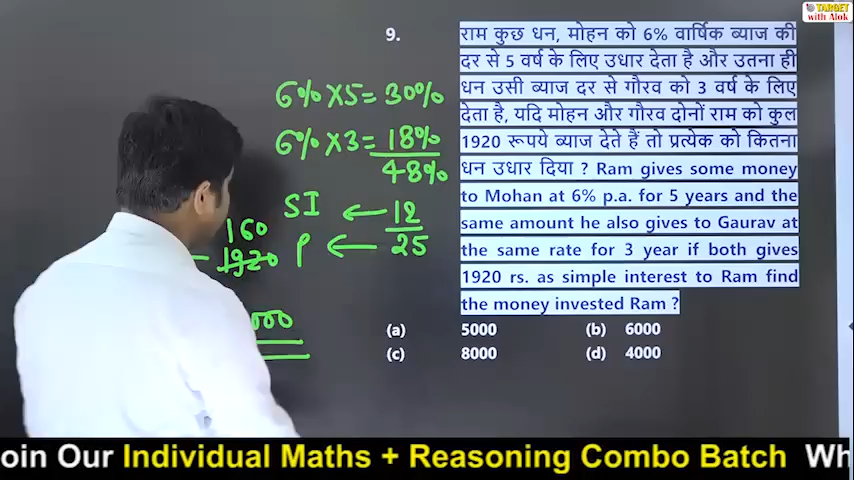 TARGET
with Alok
9.
राम कुछ धन, मोहन को 6% वार्षिक ब्याज की
दर से 5 वर्ष के लिए उधार देता है और उतना ही
धन उसी ब्याज दर से गौरव को 3 वर्ष के लिए
देता है, यदि मोहन और गौरव दोनों राम को कुल
1920 रूपये ब्याज देते हैं तो प्रत्येक को कितना
धन उधार दिया ? Ram gives some money
to Mohan at 6% p.a. for 5 years and the
same amount he also gives to Gaurav at
the same rate for 3 year if both gives
1920 rs. as simple interest to Ram find
the money invested Ram ?
(a) 5000 (b) 6000
(c) 8000 (d) 4000
6% × 5 = 30%
6% × 3 = 18%
48%
SI ← 12
P ← 25
160
1920
000
oin Our Individual Maths + Reasoning Combo Batch Wh